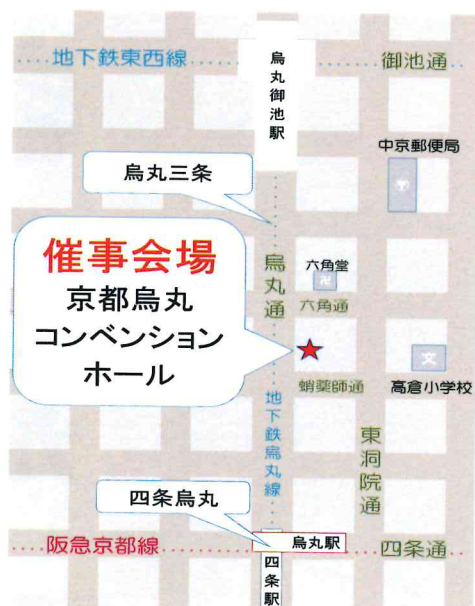 地下鉄東西線
烏丸御池駅
御池通
中京郵便局
烏丸三条
催事会場
京都烏丸
コンベンション
ホール
烏丸通
六角堂
卍
六角通
文
蛸薬師通
高倉小学校
地下鉄烏丸線
東洞院通
四条烏丸
阪急京都線
烏丸駅
四条通
四条駅